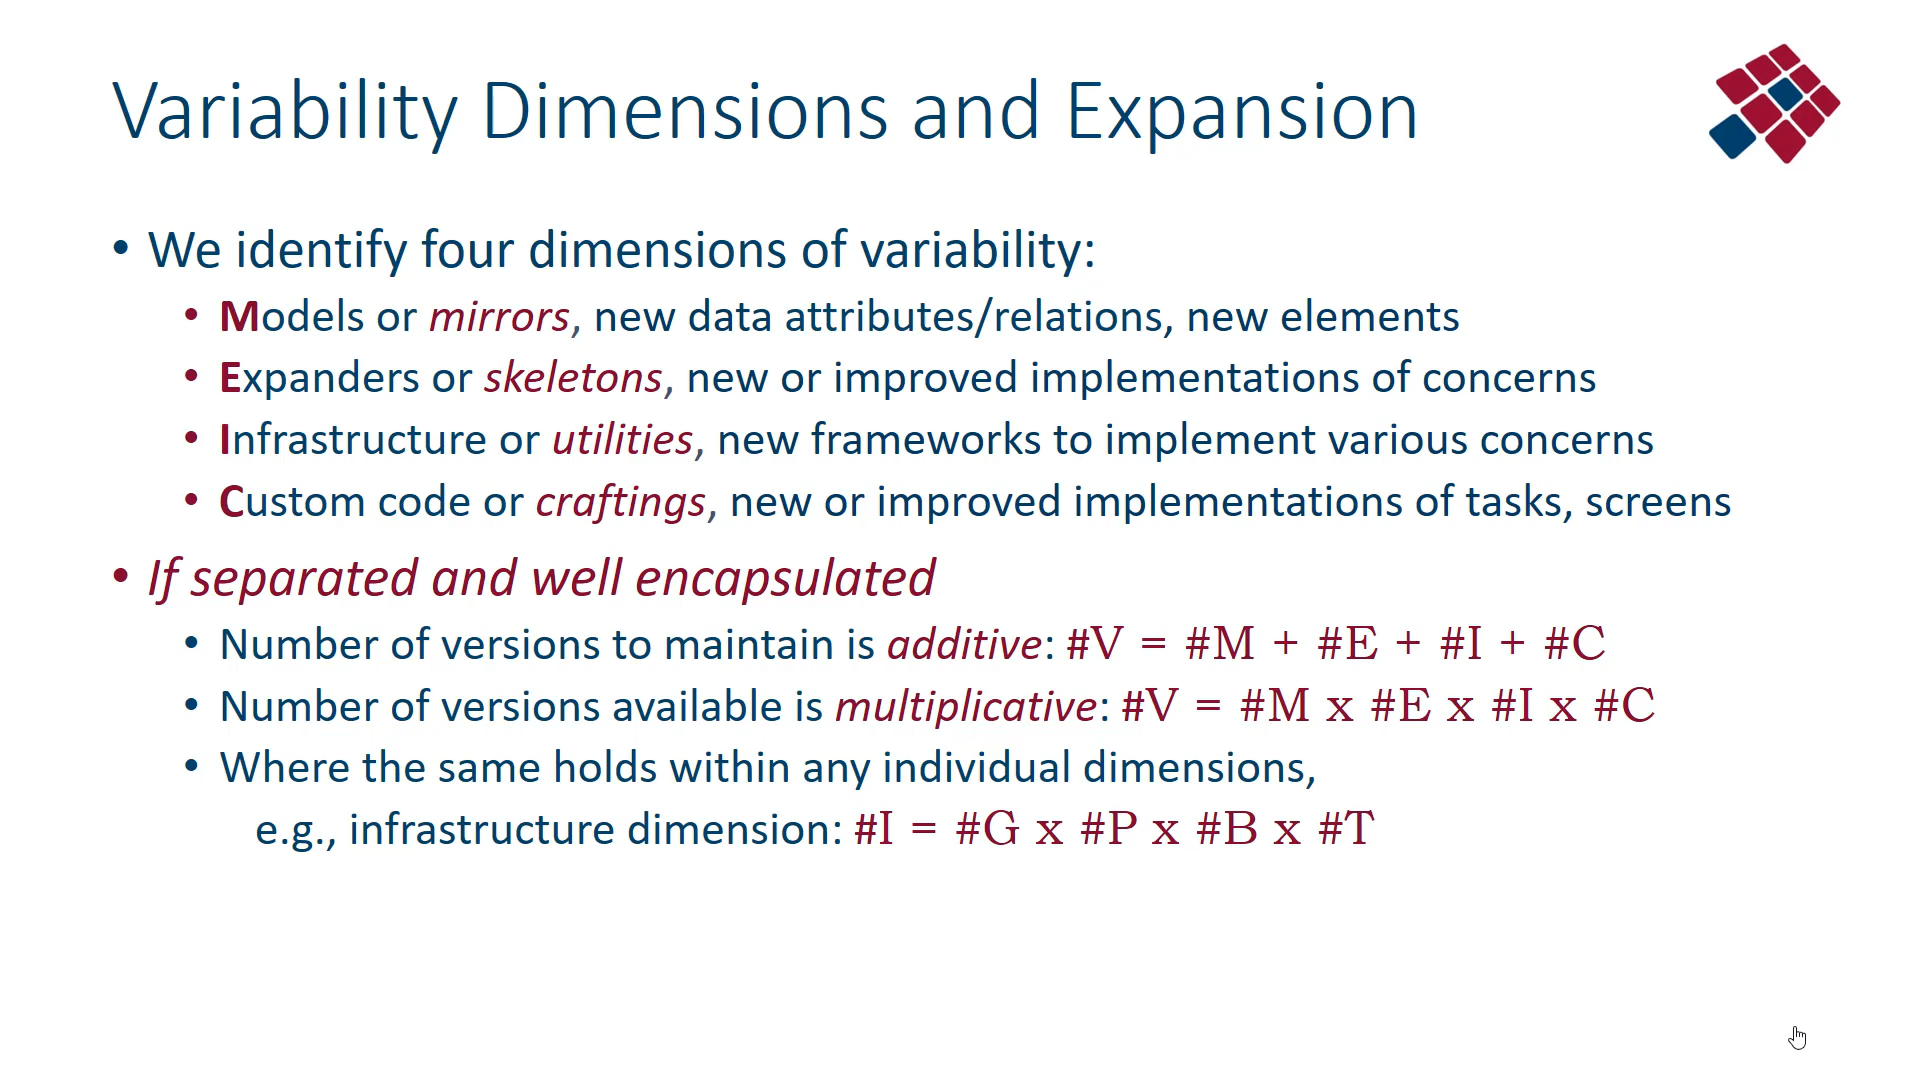 Variability Dimensions and Expansion
• We identify four dimensions of variability:
• Models or mirrors, new data attributes/relations, new elements
• Expanders or skeletons, new or improved implementations of concerns
• Infrastructure or utilities, new frameworks to implement various concerns
• Custom code or craftings, new or improved implementations of tasks, screens
• If separated and well encapsulated
• Number of versions to maintain is additive: #V = #M + #E + #I + #C
• Number of versions available is multiplicative: #V = #M x #E x #I x #C
• Where the same holds within any individual dimensions,
e.g., infrastructure dimension: #I = #G x #P x #B x #T